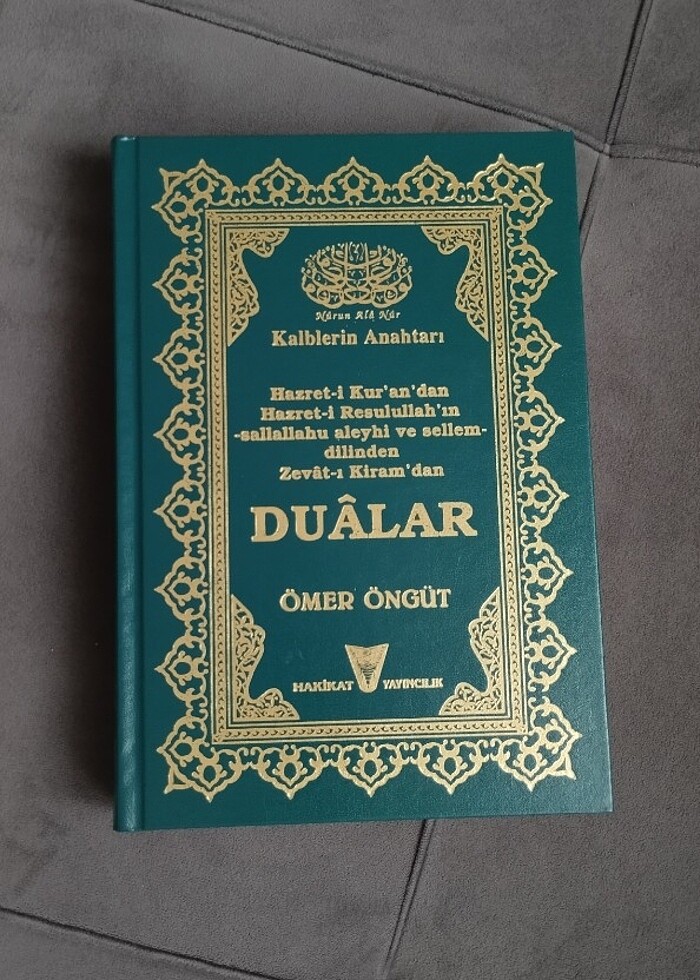 Nûrun Alâ Nûr
Kalblerin Anahtarı
Hazret-i Kur'an'dan
Hazret-i Resulullah'ın
-sallallahu aleyhi ve sellem-
dilinden
Zevât-ı Kiram'dan
DUÂLAR
ÖMER ÖNGÜT
HAKİKAT YAYINCILIK